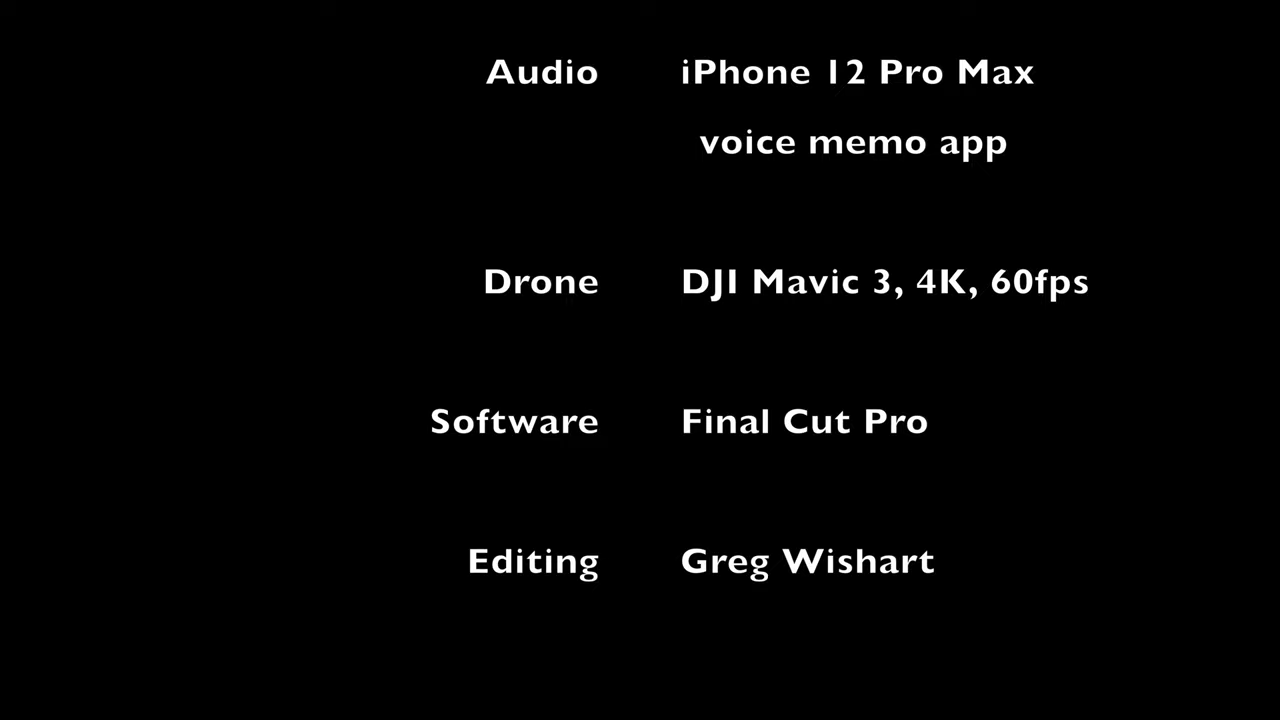 Audio iPhone 12 Pro Max
voice memo app
Drone DJI Mavic 3, 4K, 60fps
Software Final Cut Pro
Editing Greg Wishart